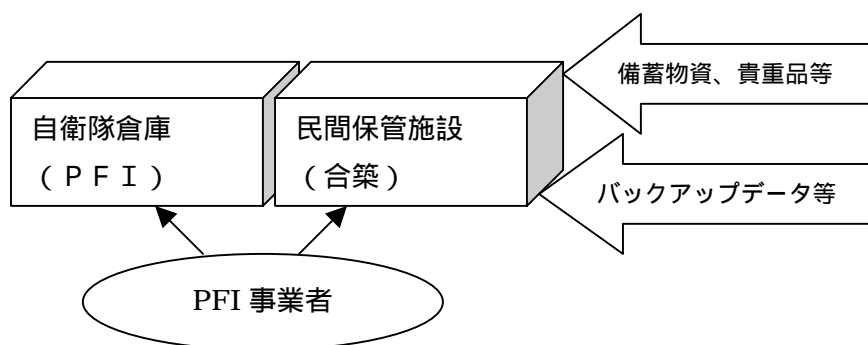 備蓄物資、貴重品等
自衛隊倉庫
(PFI)
民間保管施設
(合築)
バックアップデータ等
PFI 事業者